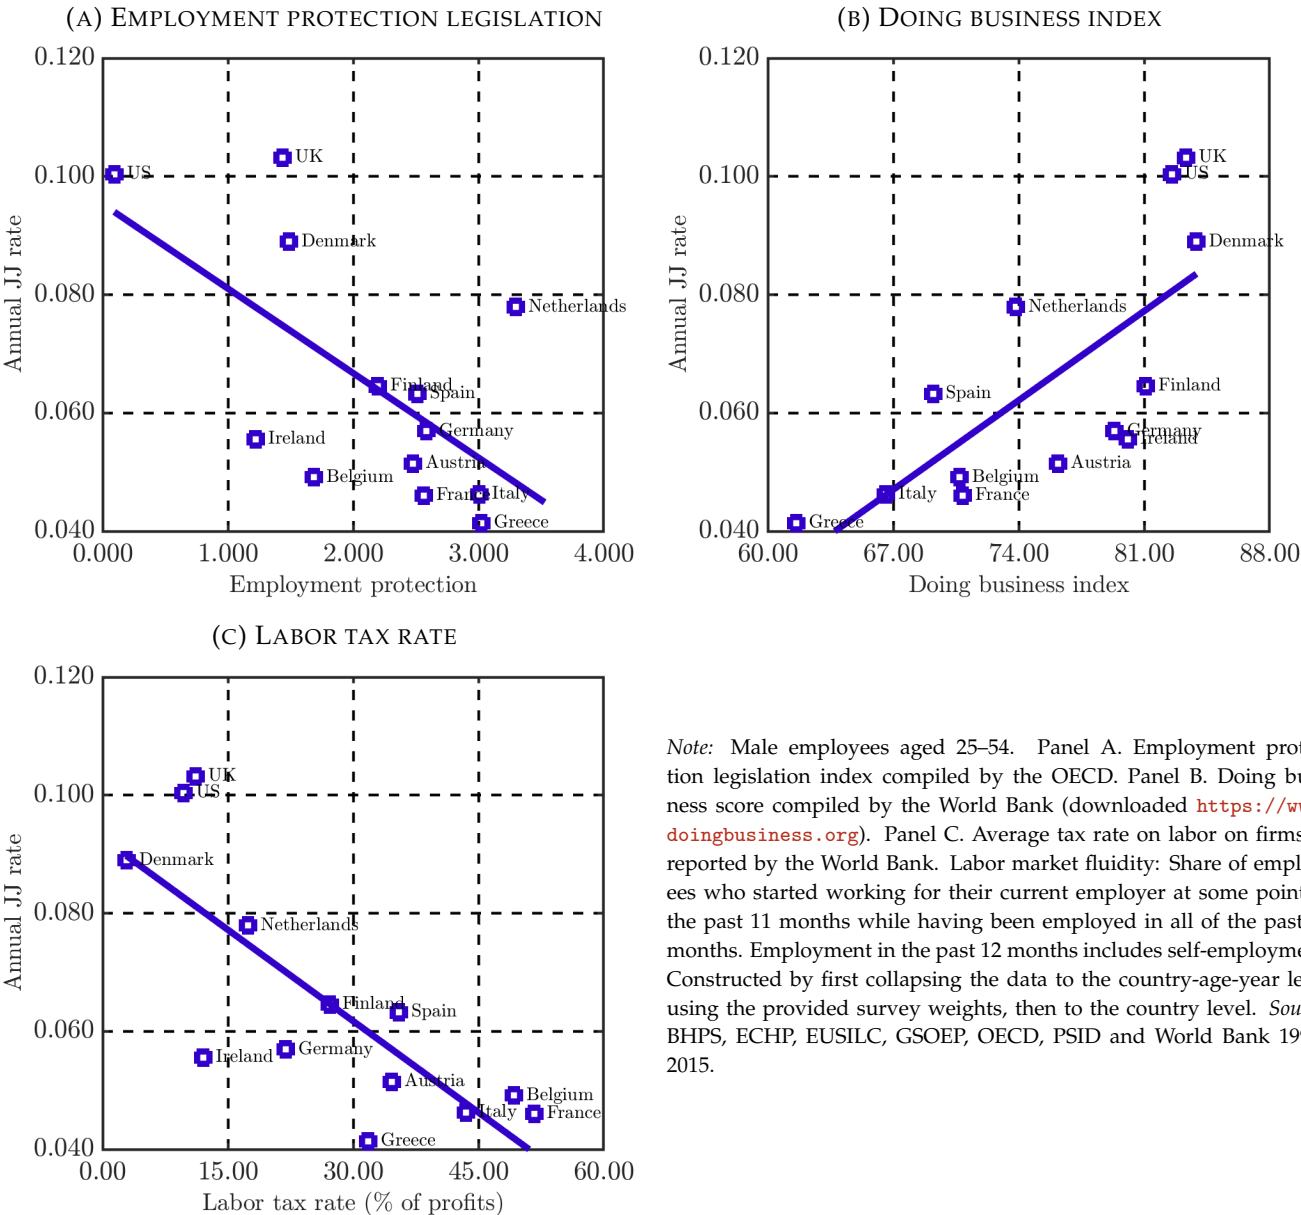 (A) EMPLOYMENT PROTECTION LEGISLATION
0.120
0.100
0.080
0.060
0.040
Annual JJ rate
US
UK
Denmark
Netherlands
Finland
Spain
Germany
Ireland
Austria
Belgium
France
Italy
Greece
0.000 1.000 2.000 3.000 4.000
Employment protection
(B) DOING BUSINESS INDEX
0.120
0.100
0.080
0.060
0.040
Annual JJ rate
UK
US
Denmark
Netherlands
Finland
Spain
Germany
Ireland
Austria
Belgium
France
Italy
Greece
60.00 67.00 74.00 81.00 88.00
Doing business index
(C) LABOR TAX RATE
0.120
0.100
0.080
0.060
0.040
Annual JJ rate
UK
US
Denmark
Netherlands
Finland
Spain
Germany
Ireland
Austria
Belgium
Italy
France
Greece
0.00 15.00 30.00 45.00 60.00
Labor tax rate (% of profits)
Note: Male employees aged 25–54. Panel A. Employment prot
tion legislation index compiled by the OECD. Panel B. Doing bu
ness score compiled by the World Bank (downloaded https://ww
doingbusiness.org). Panel C. Average tax rate on labor on firms
reported by the World Bank. Labor market fluidity: Share of empl
ees who started working for their current employer at some point
the past 11 months while having been employed in all of the past
months. Employment in the past 12 months includes self-employme
Constructed by first collapsing the data to the country-age-year le
using the provided survey weights, then to the country level. Sou
BHPS, ECHP, EUSILC, GSOEP, OECD, PSID and World Bank 199
2015.